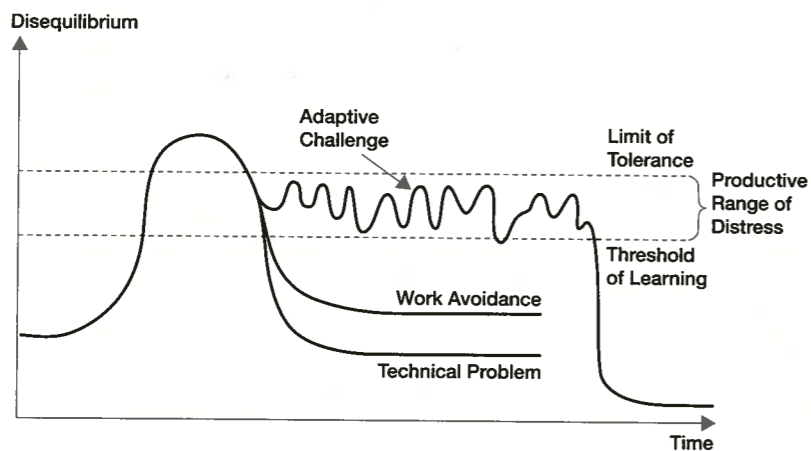 Disequilibrium
Adaptive
Challenge
Limit of
Tolerance
Productive
Range of
Distress
Threshold
of Learning
Work Avoidance
Technical Problem
Time